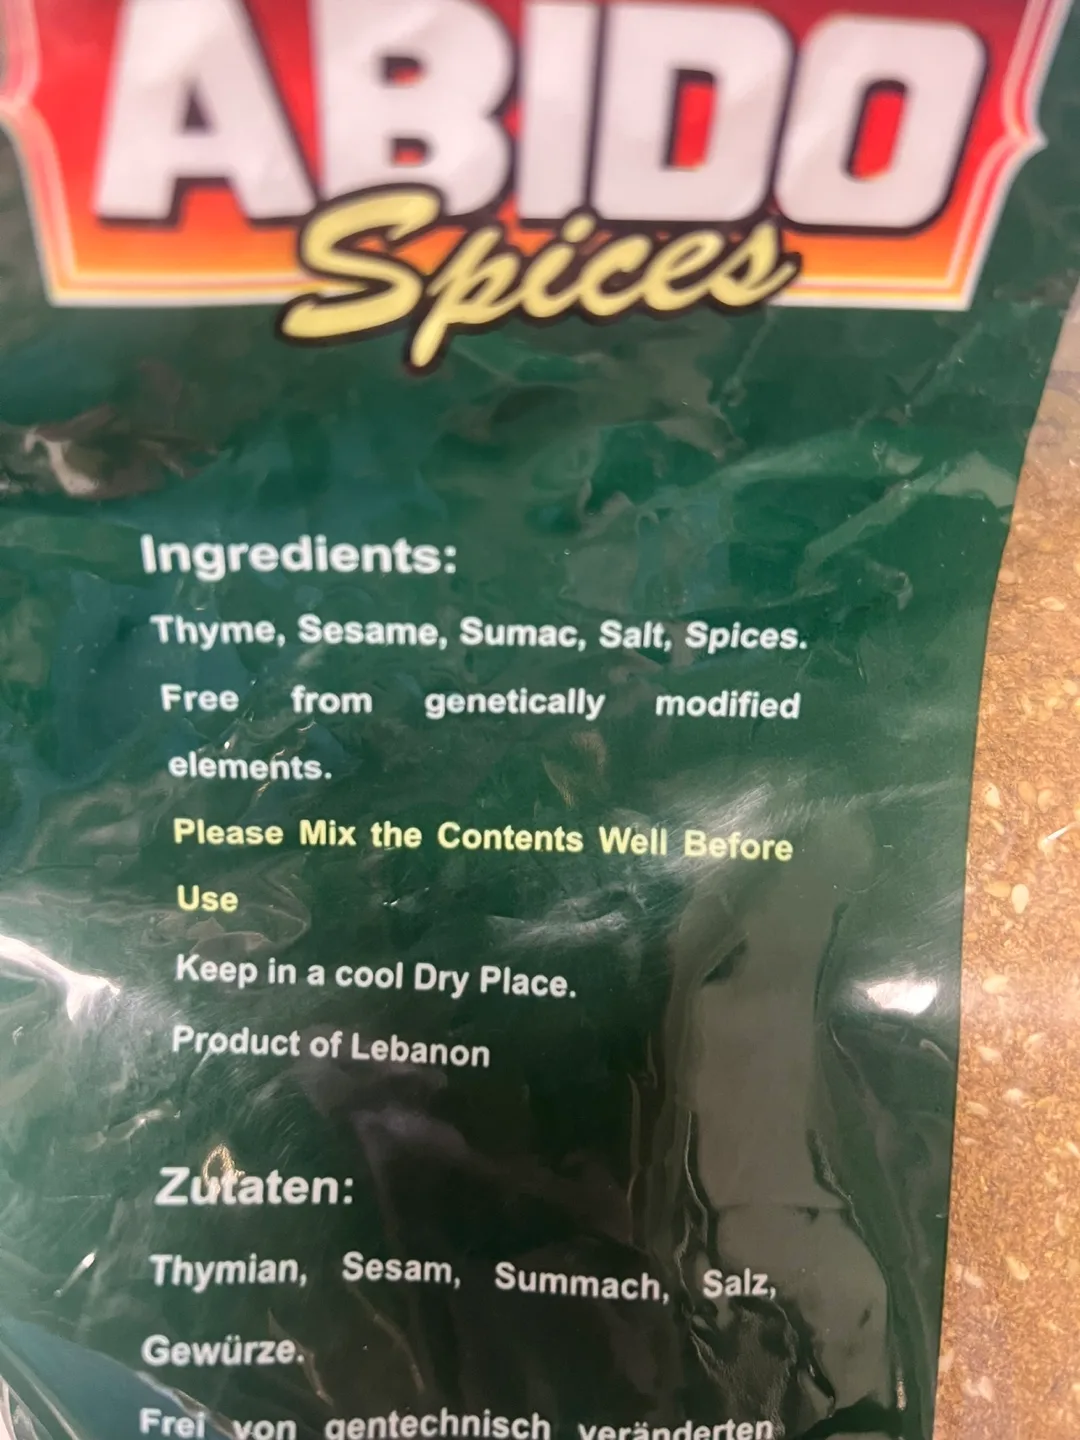 ABIDO
Spices
Ingredients:
Thyme, Sesame, Sumac, Salt, Spices.
Free from genetically modified
elements.
Please Mix the Contents Well Before
Use
Keep in a cool Dry Place.
Product of Lebanon
Zutaten:
Thymian, Sesam, Summach, Salz,
Gewürze.
Frei von gentechnisch veränderten